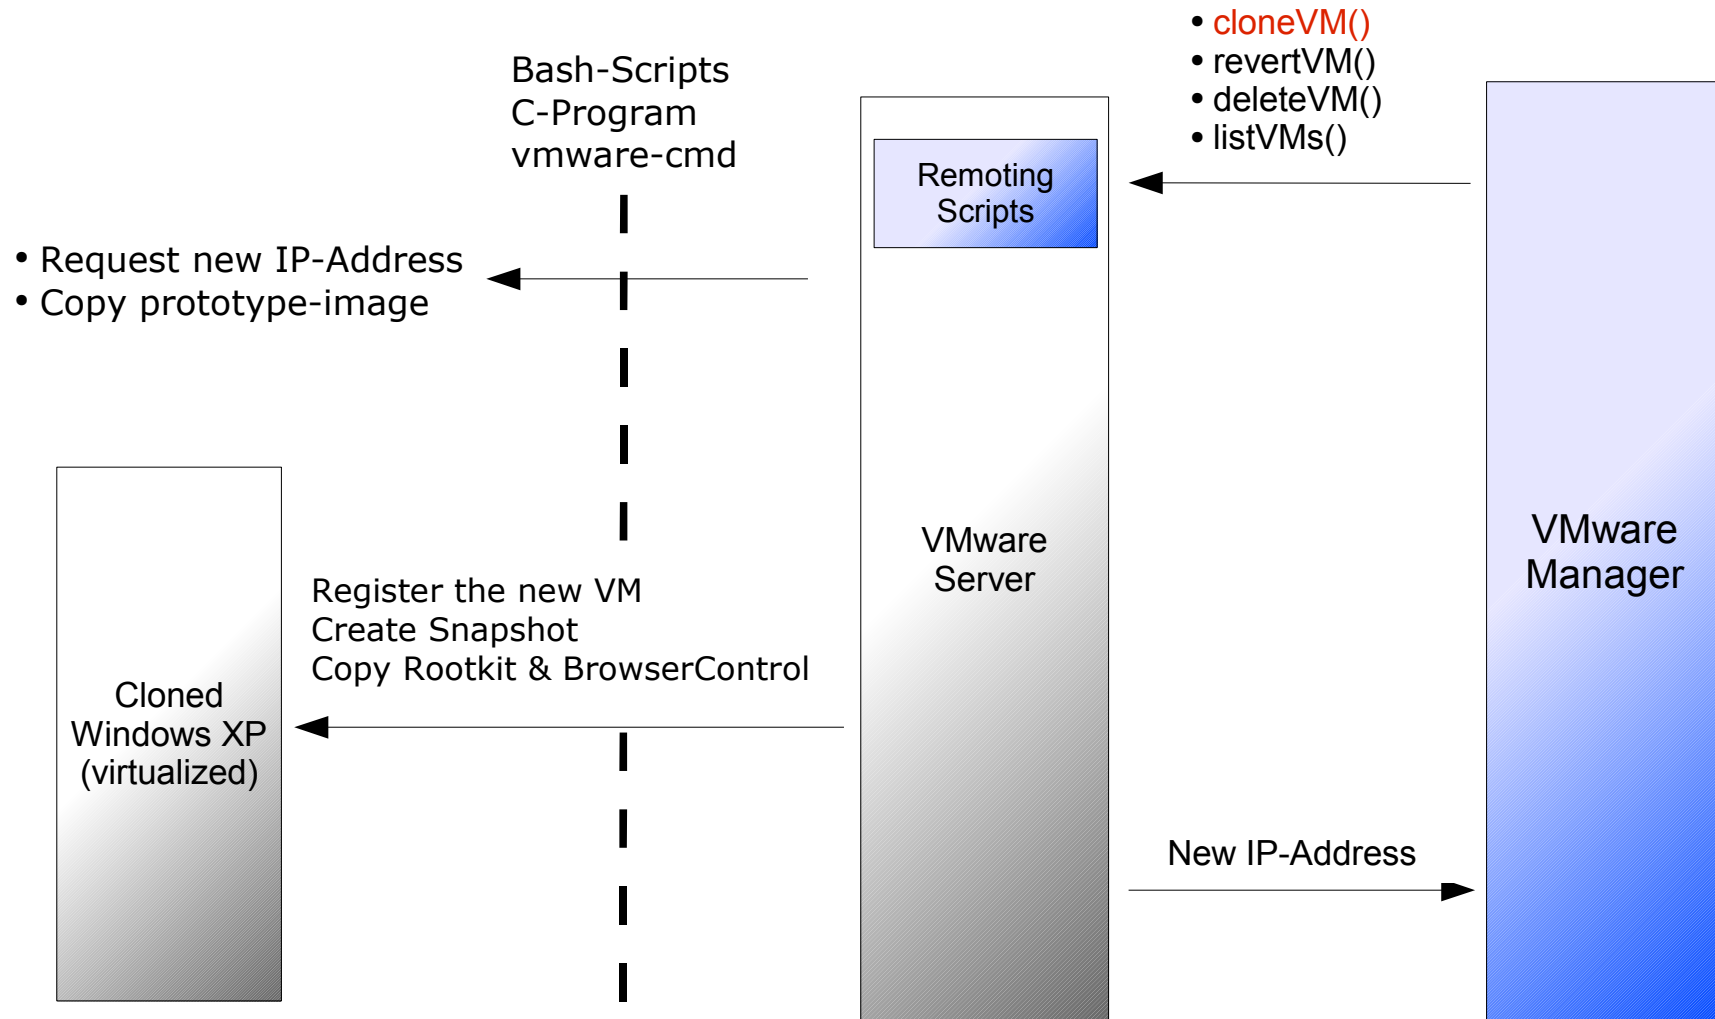 • cloneVM()
• revertVM()
• deleteVM()
• listVMs()
Bash-Scripts
C-Program
vmware-cmd
Remoting
Scripts
• Request new IP-Address
• Copy prototype-image
VMware
Server
VMware
Manager
Register the new VM
Create Snapshot
Copy Rootkit & BrowserControl
Cloned
Windows XP
(virtualized)
New IP-Address